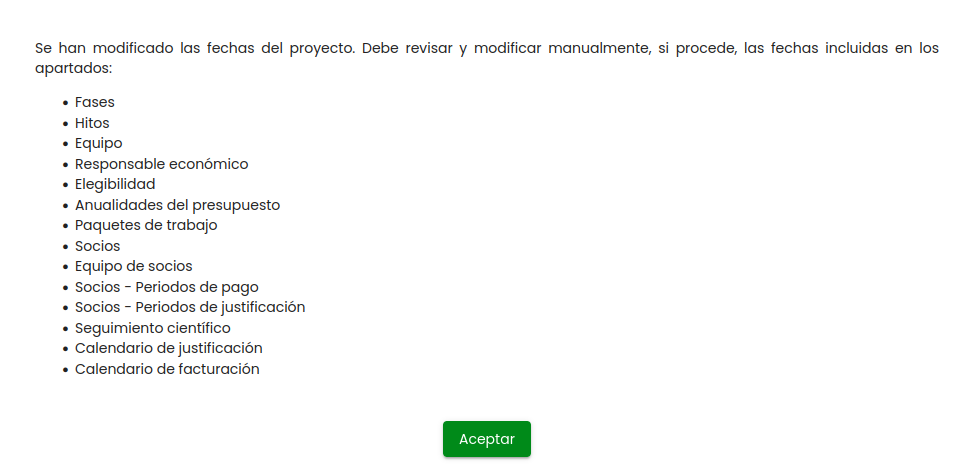 Se han modificado las fechas del proyecto. Debe revisar y modificar manualmente, si procede, las fechas incluidas en los
apartados:
• Fases
• Hitos
• Equipo
• Responsable económico
• Elegibilidad
• Anualidades del presupuesto
• Paquetes de trabajo
• Socios
• Equipo de socios
• Socios - Periodos de pago
• Socios - Periodos de justificación
• Seguimiento científico
• Calendario de justificación
• Calendario de facturación
Aceptar